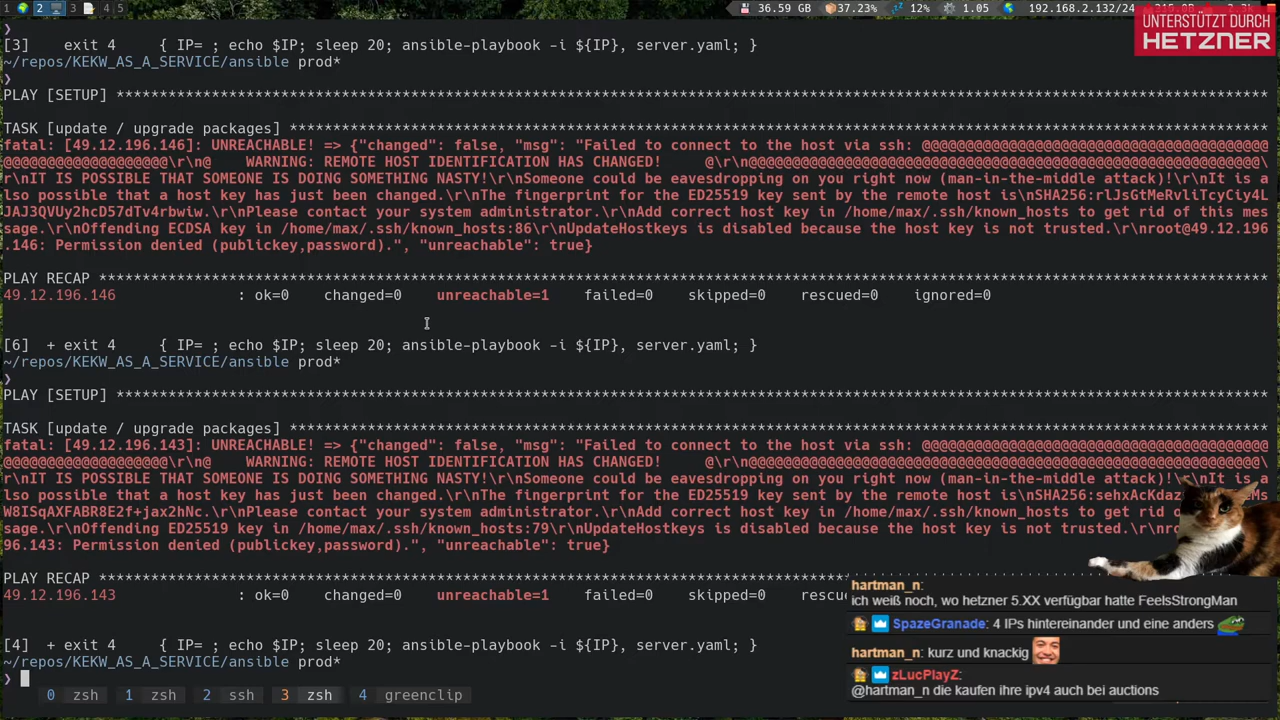 1 2 3 4 5
36.59 GB 37.23% 12% 1.05 192.168.2.132/24 2.3k
UNTERSTÜTZT DURCH
HETZNER
❯
[3] exit 4 { IP= ; echo $IP; sleep 20; ansible-playbook -i ${IP}, server.yaml; }
~/repos/KEKW_AS_A_SERVICE/ansible prod*
❯
PLAY [SETUP] ****************************************************************************************************************************************
TASK [update / upgrade packages] ********************************************************************************************************************
fatal: [49.12.196.146]: UNREACHABLE! => {"changed": false, "msg": "Failed to connect to the host via ssh: @@@@@@@@@@@@@@@@@@@@@@@@@@@@@@@@@@@@@@@@@
@@@@@@@@@@@@@@@@@@@\r\n@    WARNING: REMOTE HOST IDENTIFICATION HAS CHANGED!     @\r\n@@@@@@@@@@@@@@@@@@@@@@@@@@@@@@@@@@@@@@@@@@@@@@@@@@@@@@@@@@@@\
r\nIT IS POSSIBLE THAT SOMEONE IS DOING SOMETHING NASTY!\r\nSomeone could be eavesdropping on you right now (man-in-the-middle attack)!\r\nIt is a
lso possible that a host key has just been changed.\r\nThe fingerprint for the ED25519 key sent by the remote host is\nSHA256:rlJsGtMeRvliTcyCiy4L
JAJ3QVUy2hcD57dTv4rbwiw.\r\nPlease contact your system administrator.\r\nAdd correct host key in /home/max/.ssh/known_hosts to get rid of this mes
sage.\r\nOffending ECDSA key in /home/max/.ssh/known_hosts:86\r\nUpdateHostkeys is disabled because the host key is not trusted.\r\nroot@49.12.196
.146: Permission denied (publickey,password).", "unreachable": true}
PLAY RECAP ******************************************************************************************************************************************
49.12.196.146 : ok=0 changed=0 unreachable=1 failed=0 skipped=0 rescued=0 ignored=0
[6] + exit 4 { IP= ; echo $IP; sleep 20; ansible-playbook -i ${IP}, server.yaml; }
~/repos/KEKW_AS_A_SERVICE/ansible prod*
❯
PLAY [SETUP] ****************************************************************************************************************************************
TASK [update / upgrade packages] ********************************************************************************************************************
fatal: [49.12.196.143]: UNREACHABLE! => {"changed": false, "msg": "Failed to connect to the host via ssh: @@@@@@@@@@@@@@@@@@@@@@@@@@@@@@@@@@@@@@@@@
@@@@@@@@@@@@@@@@@@@\r\n@    WARNING: REMOTE HOST IDENTIFICATION HAS CHANGED!     @\r\n@@@@@@@@@@@@@@@@@@@@@@@@@@@@@@@@@@@@@@@@@@@@@@@@@@@@@@@@@@@@\
r\nIT IS POSSIBLE THAT SOMEONE IS DOING SOMETHING NASTY!\r\nSomeone could be eavesdropping on you right now (man-in-the-middle attack)!\r\nIt is a
lso possible that a host key has just been changed.\r\nThe fingerprint for the ED25519 key sent by the remote host is\nSHA256:sehxAcKdaz
W8ISqAXFABR8E2f+jax2hNc.\r\nPlease contact your system administrator.\r\nAdd correct host key in /home/max/.ssh/known_hosts to get rid o
sage.\r\nOffending ED25519 key in /home/max/.ssh/known_hosts:79\r\nUpdateHostkeys is disabled because the host key is not trusted.\r\nro
96.143: Permission denied (publickey,password).", "unreachable": true}
PLAY RECAP ******************************************************************************************
49.12.196.143 : ok=0 changed=0 unreachable=1 failed=0 skipped=0 rescu
[4] + exit 4 { IP= ; echo $IP; sleep 20; ansible-playbook -i ${IP}, server.yaml; }
~/repos/KEKW_AS_A_SERVICE/ansible prod*
❯
0 zsh 1 zsh 2 ssh 3 zsh 4 greenclip
hartman_n:
ich weiß noch, wo hetzner 5.XX verfügbar hatte FeelsStrongMan
SpazeGranade: 4 IPs hintereinander und eine anders
hartman_n: kurz und knackig
zLucPlayZ:
@hartman_n die kaufen ihre ipv4 auch bei auctions